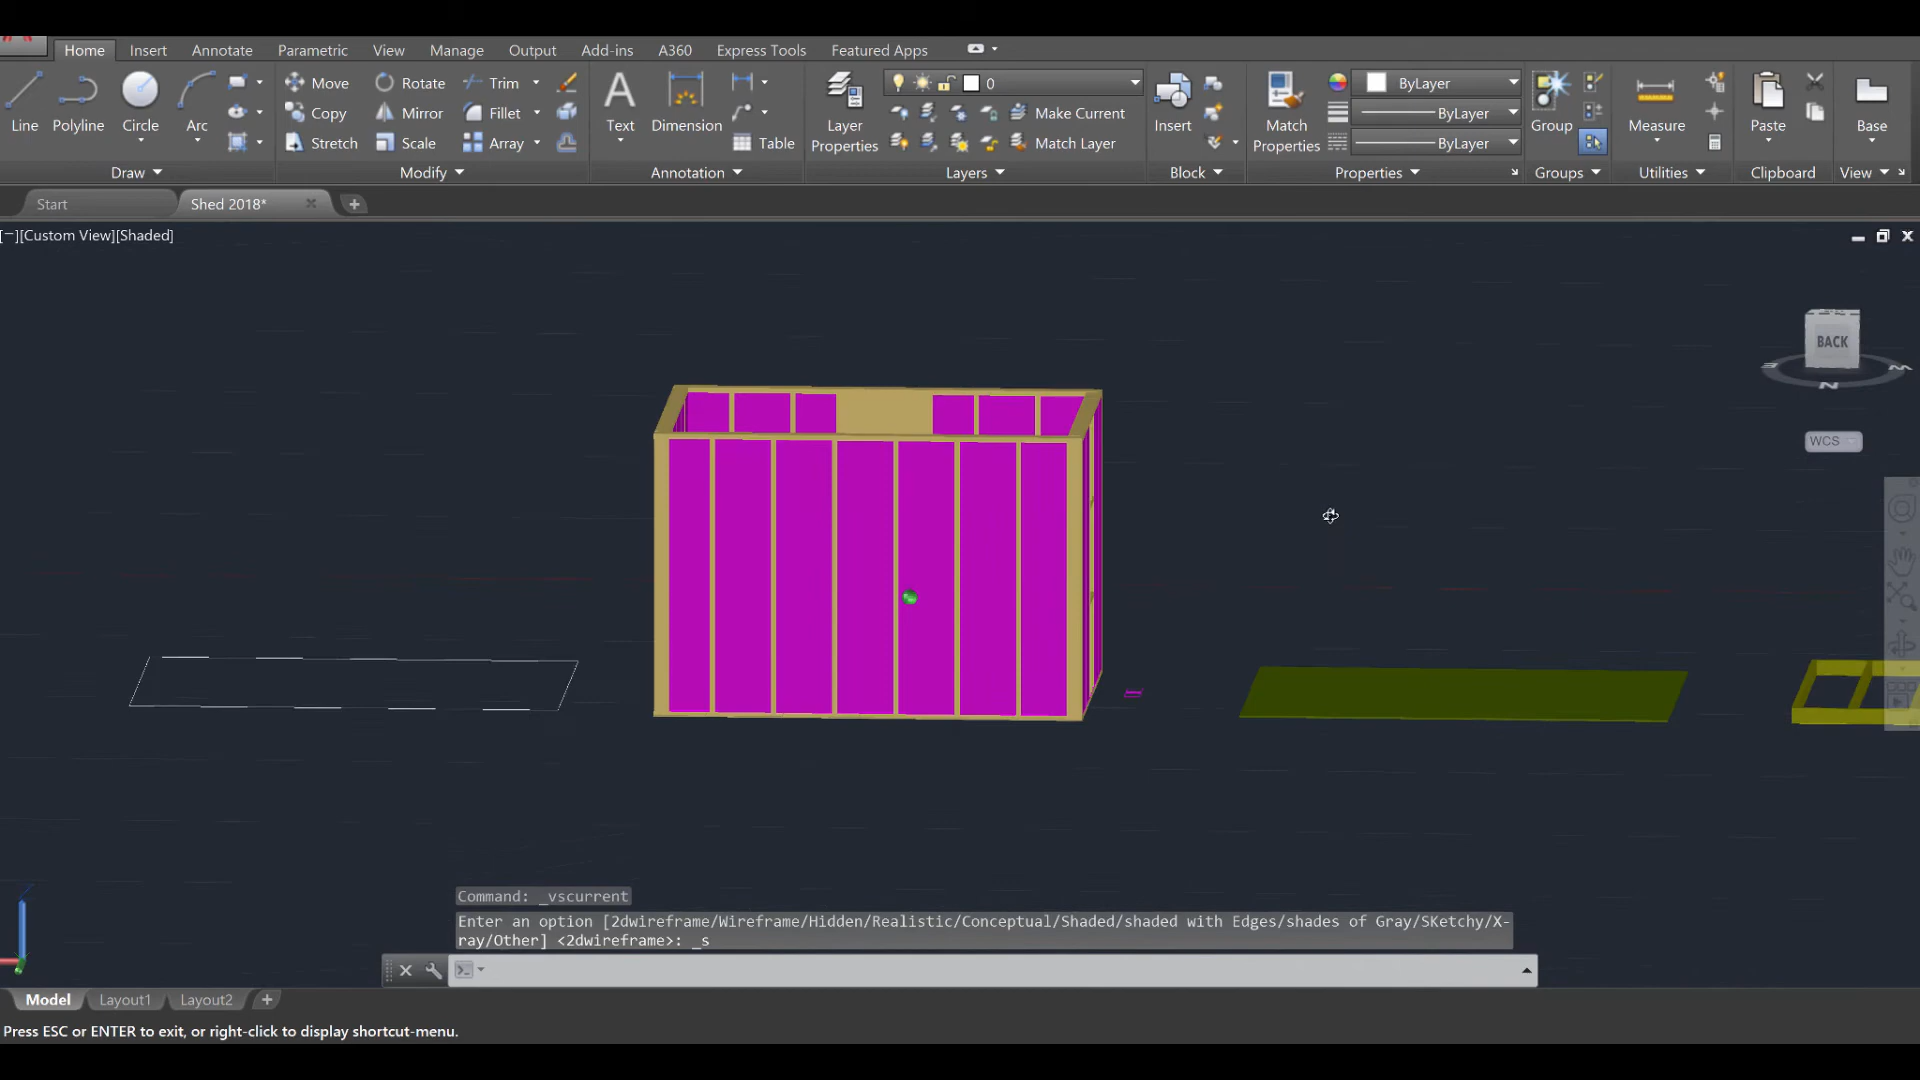 Home Insert Annotate Parametric View Manage Output Add-ins A360 Express Tools Featured Apps
Line Polyline Circle Arc
Move Rotate Trim
Copy Mirror Fillet
Stretch Scale Array
Text Dimension Table
Layer Properties
0
Make Current
Match Layer
Insert
Match Properties
ByLayer
ByLayer
ByLayer
Group Measure Paste Base
Draw Modify Annotation Layers Block Properties Groups Utilities Clipboard View
Start Shed 2018*
[−][Custom View][Shaded]
BACK
N
WCS
Command: _vscurrent
Enter an option [2dwireframe/Wireframe/Hidden/Realistic/Conceptual/Shaded/shaded with Edges/shades of Gray/SKetchy/X-
ray/Other] <2dwireframe>: _s
Model Layout1 Layout2
Press ESC or ENTER to exit, or right-click to display shortcut-menu.